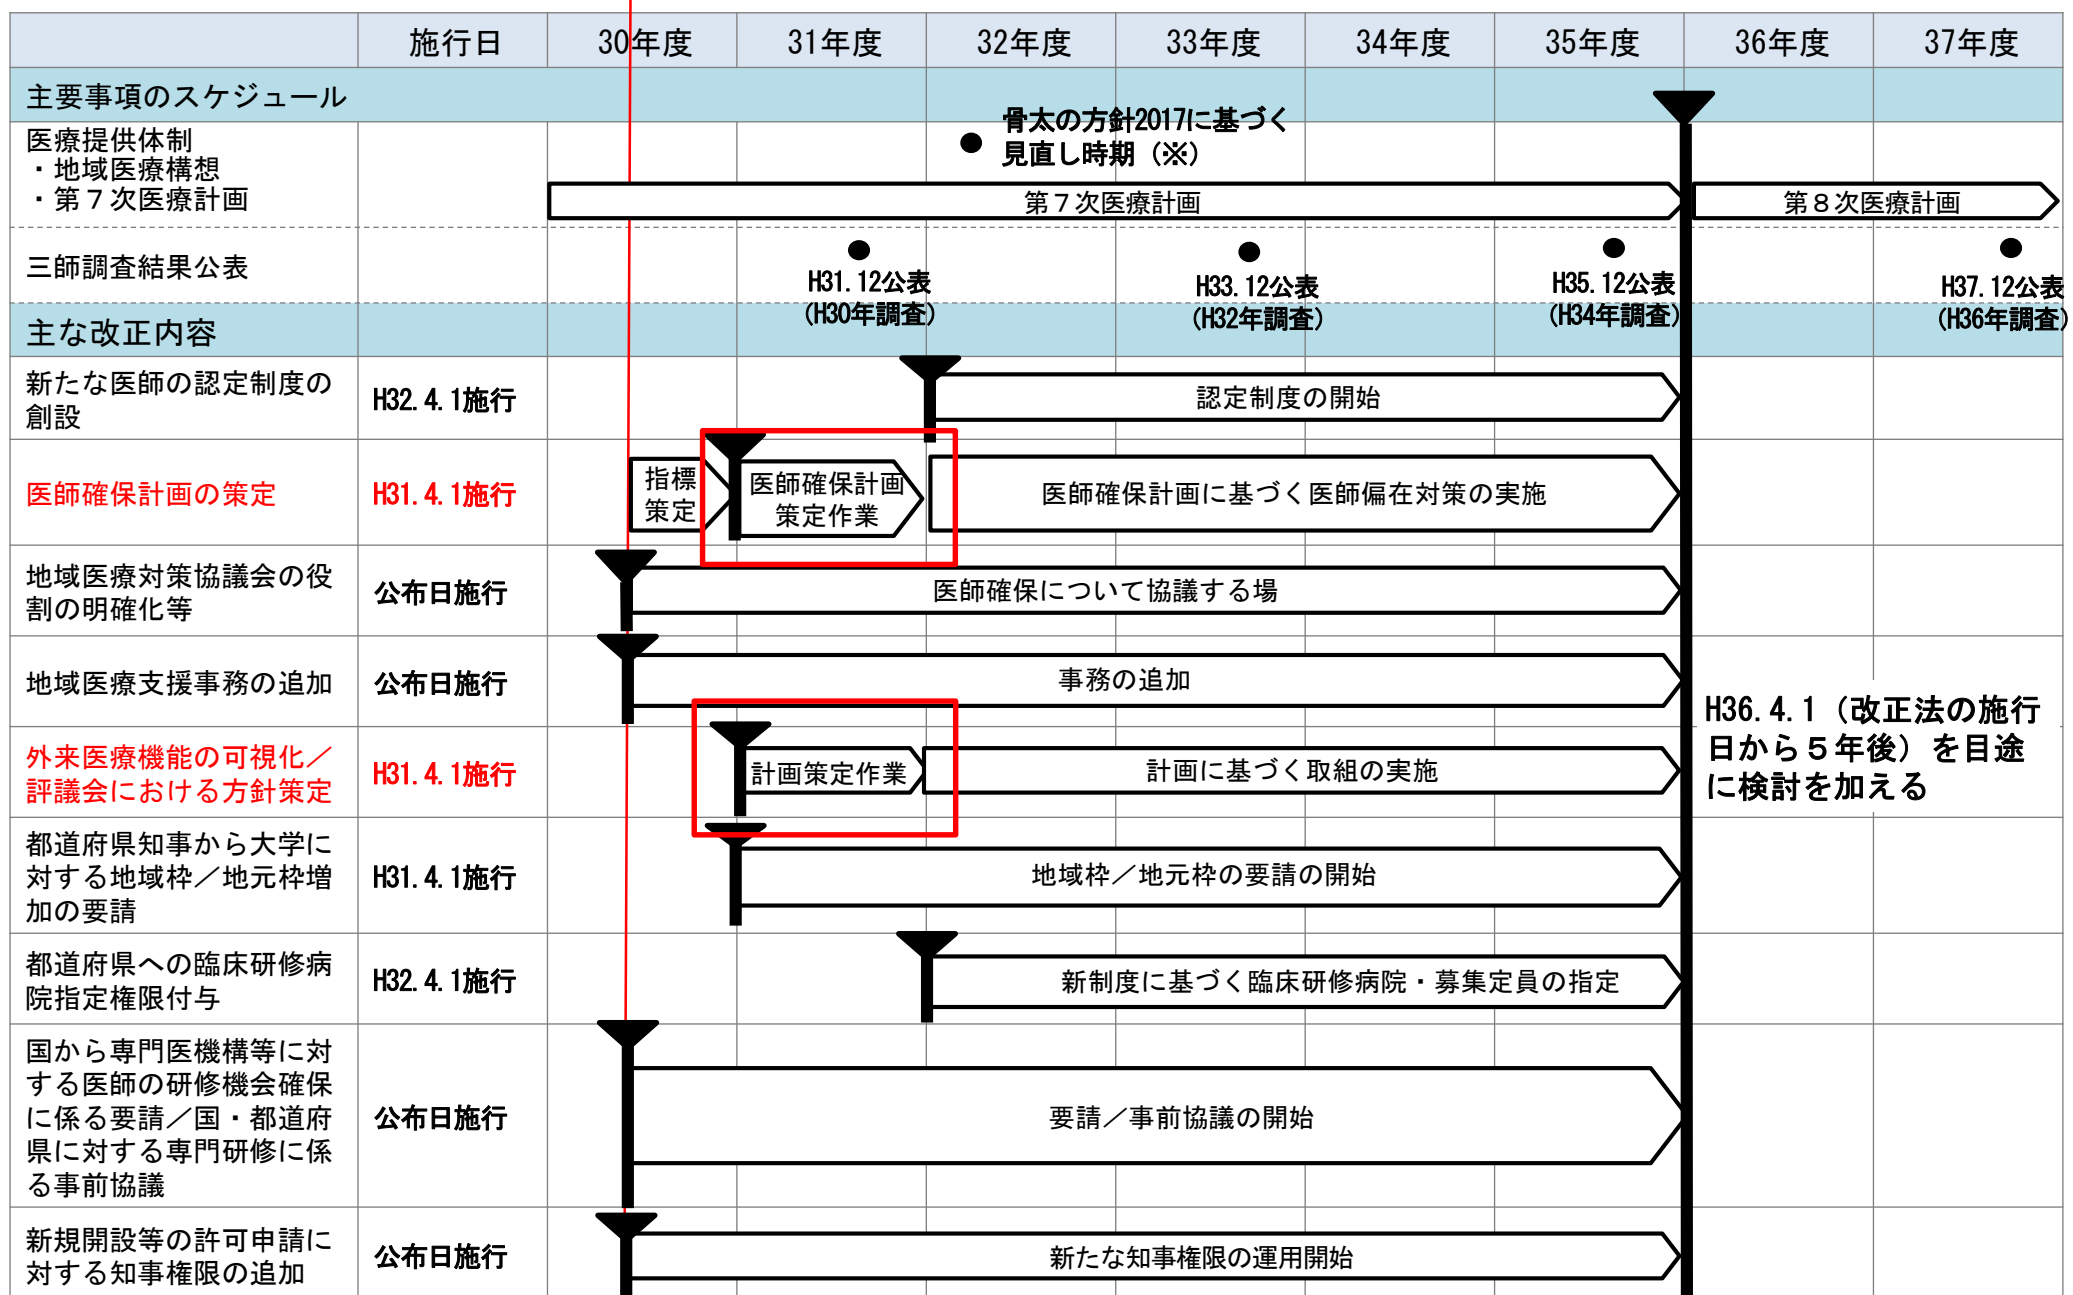 施行日 30年度 31年度 32年度 33年度 34年度 35年度 36年度 37年度
主要事項のスケジュール
医療提供体制
・地域医療構想
・第７次医療計画
骨太の方針2017に基づく
見直し時期（※）
第７次医療計画
第８次医療計画
三師調査結果公表
H31.12公表
(H30年調査)
H33.12公表
(H32年調査)
H35.12公表
(H34年調査)
H37.12公表
(H36年調査)
主な改正内容
新たな医師の認定制度の
創設
H32.4.1施行
認定制度の開始
医師確保計画の策定
H31.4.1施行
指標
策定
医師確保計画
策定作業
医師確保計画に基づく医師偏在対策の実施
地域医療対策協議会の役
割の明確化等
公布日施行
医師確保について協議する場
地域医療支援事務の追加
公布日施行
事務の追加
外来医療機能の可視化／
評議会における方針策定
H31.4.1施行
計画策定作業
計画に基づく取組の実施
H36.4.1（改正法の施行
日から５年後）を目途
に検討を加える
都道府県知事から大学に
対する地域枠／地元枠増
加の要請
H31.4.1施行
地域枠／地元枠の要請の開始
都道府県への臨床研修病
院指定権限付与
H32.4.1施行
新制度に基づく臨床研修病院・募集定員の指定
国から専門医機構等に対
する医師の研修機会確保
に係る要請／国・都道府
県に対する専門研修に係
る事前協議
公布日施行
要請／事前協議の開始
新規開設等の許可申請に
対する知事権限の追加
公布日施行
新たな知事権限の運用開始